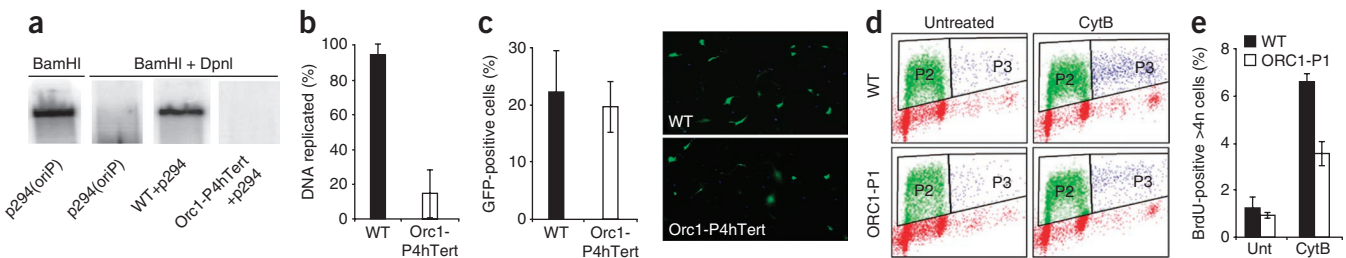 a
BamHI
BamHI + DpnI
p294(oriP)
p294(oriP)
WT+p294
Orc1-P4hTert
+p294
b
DNA replicated (%)
100
80
60
40
20
0
WT
Orc1-
P4hTert
c
GFP-positive cells (%)
30
20
10
0
WT
Orc1-
P4hTert
WT
Orc1-P4hTert
d
Untreated
CytB
WT
P2
P3
P2
P3
ORC1-P1
P2
P3
P2
P3
e
BrdU-positive >4n cells (%)
8
6
4
2
0
WT
ORC1-P1
Unt
CytB